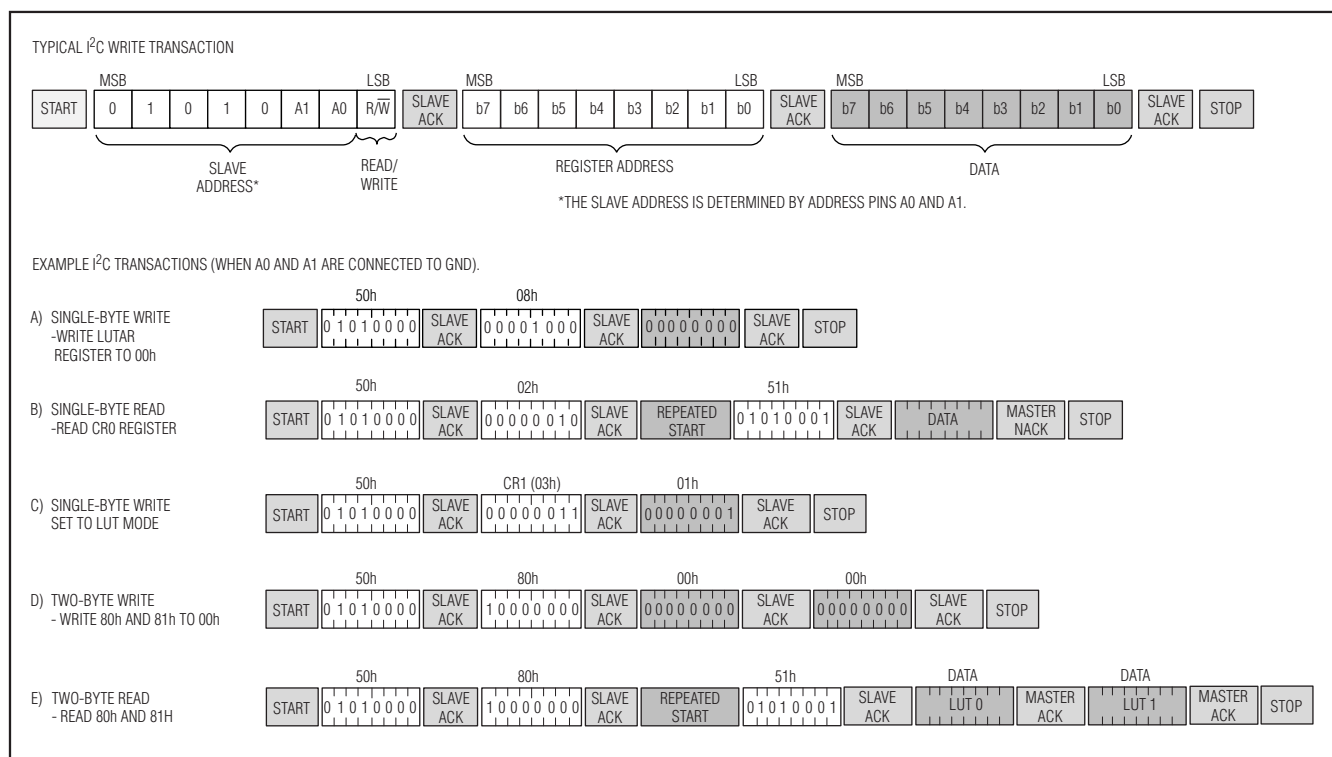 TYPICAL I2C WRITE TRANSACTION
MSB LSB MSB LSB MSB LSB
START 0 1 0 1 0 A1 A0 R/W̅ SLAVE ACK b7 b6 b5 b4 b3 b2 b1 b0 SLAVE ACK b7 b6 b5 b4 b3 b2 b1 b0 SLAVE ACK STOP
SLAVE ADDRESS* READ/ WRITE REGISTER ADDRESS DATA
*THE SLAVE ADDRESS IS DETERMINED BY ADDRESS PINS A0 AND A1.
EXAMPLE I2C TRANSACTIONS (WHEN A0 AND A1 ARE CONNECTED TO GND).
50h 08h
A) SINGLE-BYTE WRITE
-WRITE LUTAR
REGISTER TO 00h
START 0 1 0 1 0 0 0 0 SLAVE ACK 0 0 0 0 1 0 0 0 SLAVE ACK 0 0 0 0 0 0 0 0 SLAVE ACK STOP
50h 02h 51h
B) SINGLE-BYTE READ
-READ CR0 REGISTER
START 0 1 0 1 0 0 0 0 SLAVE ACK 0 0 0 0 0 0 1 0 SLAVE ACK REPEATED START 0 1 0 1 0 0 0 1 SLAVE ACK DATA MASTER NACK STOP
50h CR1 (03h) 01h
C) SINGLE-BYTE WRITE
SET TO LUT MODE
START 0 1 0 1 0 0 0 0 SLAVE ACK 0 0 0 0 0 0 1 1 SLAVE ACK 0 0 0 0 0 0 0 1 SLAVE ACK STOP
50h 80h 00h 00h
D) TWO-BYTE WRITE
- WRITE 80h AND 81h TO 00h
START 0 1 0 1 0 0 0 0 SLAVE ACK 1 0 0 0 0 0 0 0 SLAVE ACK 0 0 0 0 0 0 0 0 SLAVE ACK 0 0 0 0 0 0 0 0 SLAVE ACK STOP
50h 80h 51h DATA DATA
E) TWO-BYTE READ
- READ 80h AND 81H
START 0 1 0 1 0 0 0 0 SLAVE ACK 1 0 0 0 0 0 0 0 SLAVE ACK REPEATED START 0 1 0 1 0 0 0 1 SLAVE ACK LUT 0 MASTER ACK LUT 1 MASTER ACK STOP